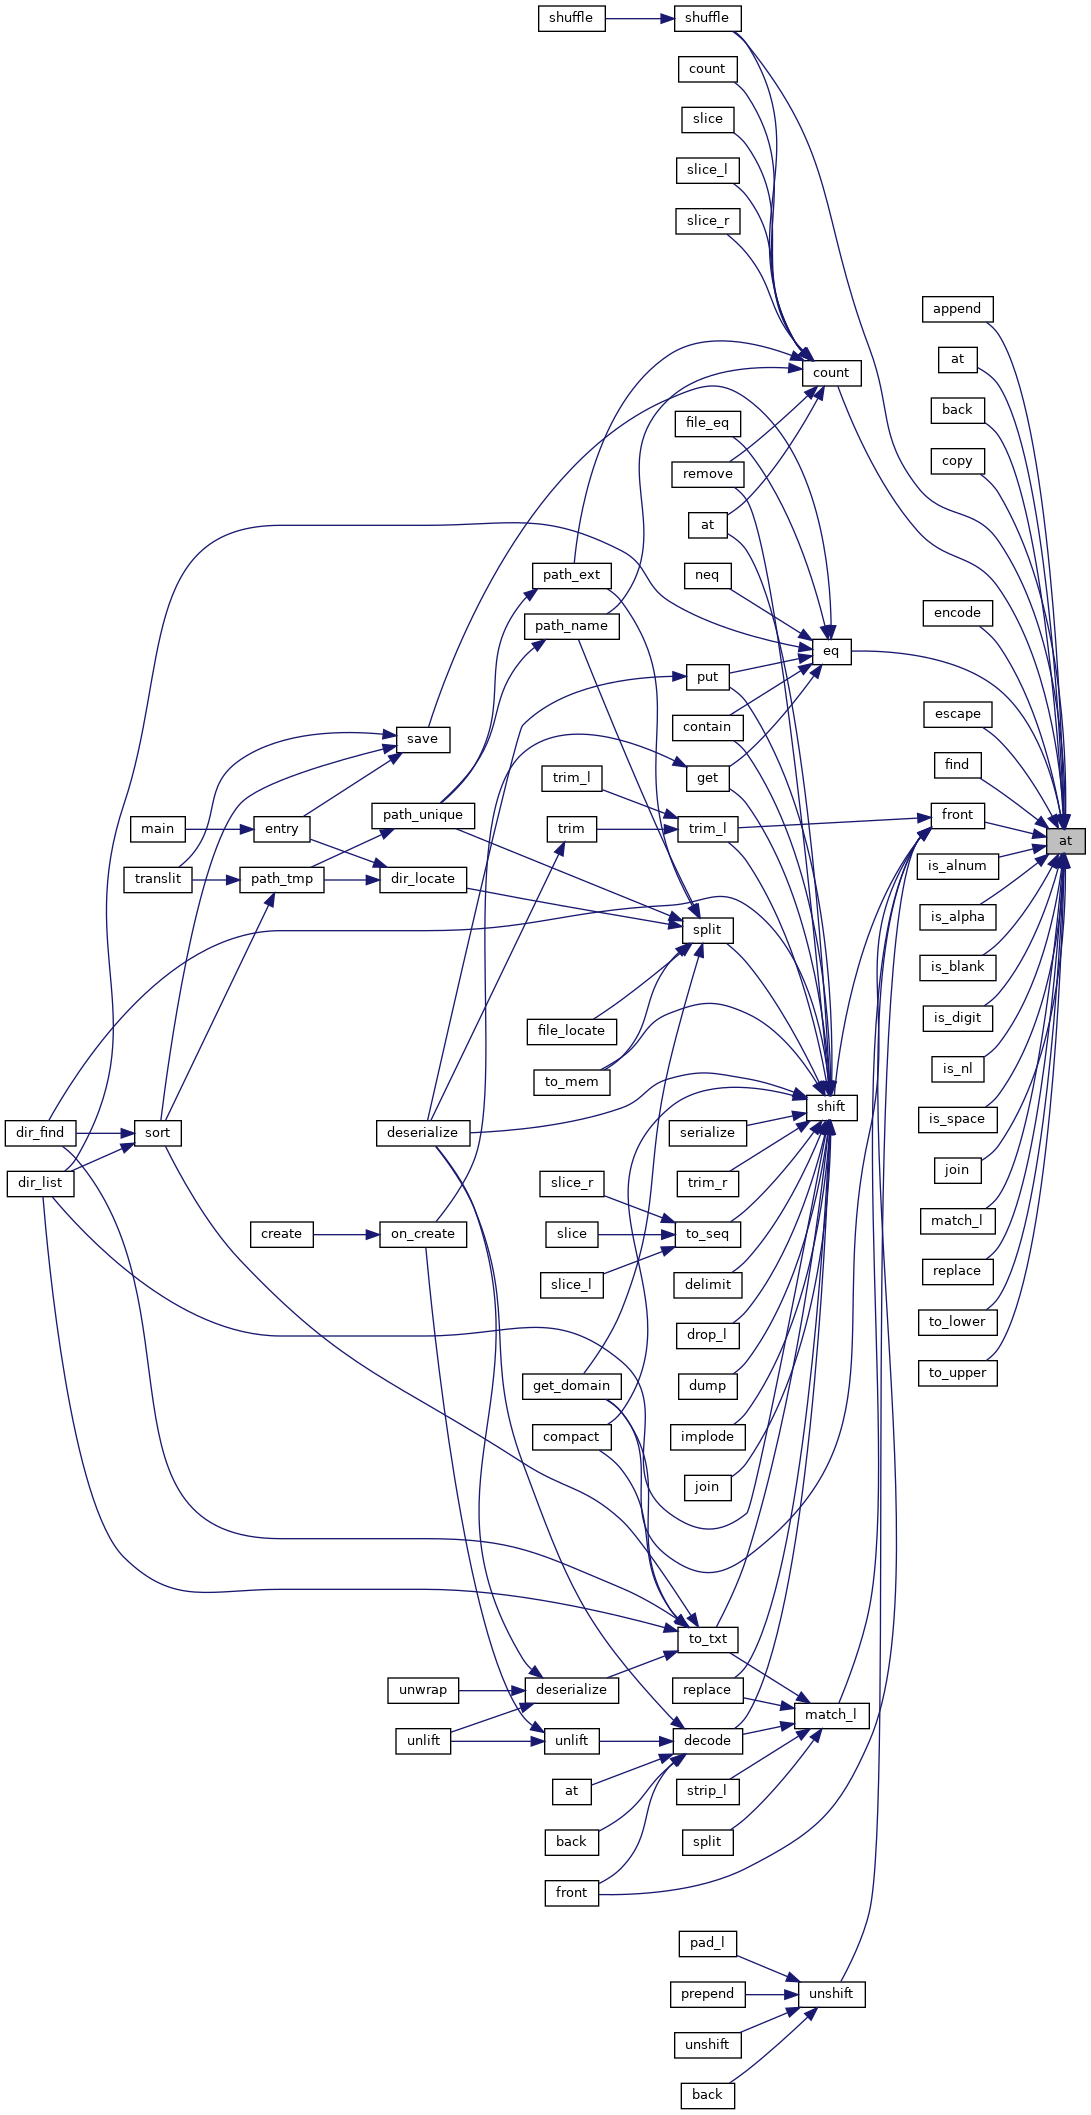 shuffle
shuffle
count
slice
slice_l
slice_r
append
at
count
back
file_eq
copy
remove
at
path_ext
neq
encode
path_name
eq
put
escape
contain
save
find
trim_l
get
path_unique
front
main
entry
trim
trim_l
at
is_alnum
translit
path_tmp
dir_locate
is_alpha
split
is_blank
is_digit
file_locate
is_nl
to_mem
shift
is_space
dir_find
sort
deserialize
serialize
join
dir_list
slice_r
trim_r
match_l
create
on_create
slice
to_seq
replace
slice_l
delimit
to_lower
drop_l
to_upper
get_domain
dump
compact
implode
join
to_txt
unwrap
deserialize
replace
match_l
unlift
unlift
decode
at
strip_l
back
split
front
pad_l
prepend
unshift
unshift
back